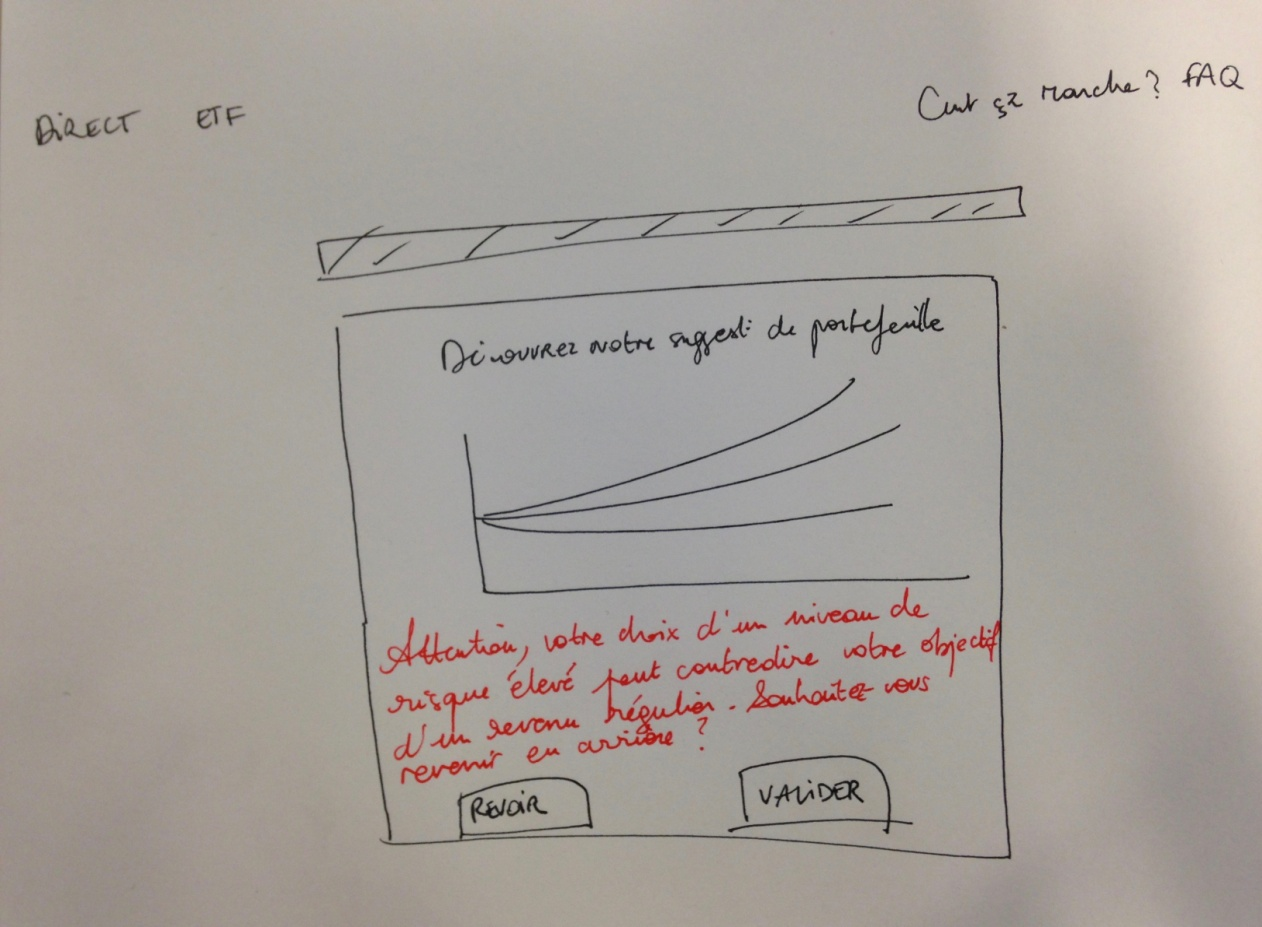 DIRECT ETF
Cmt ça marche? FAQ
Découvrez notre suggest: de portefeuille
Attention, votre choix d'un niveau de
risque élevé peut contredire votre objectif
d'un revenu régulier. Souhaitez vous
revenir en arrière ?
REVOIR
VALIDER